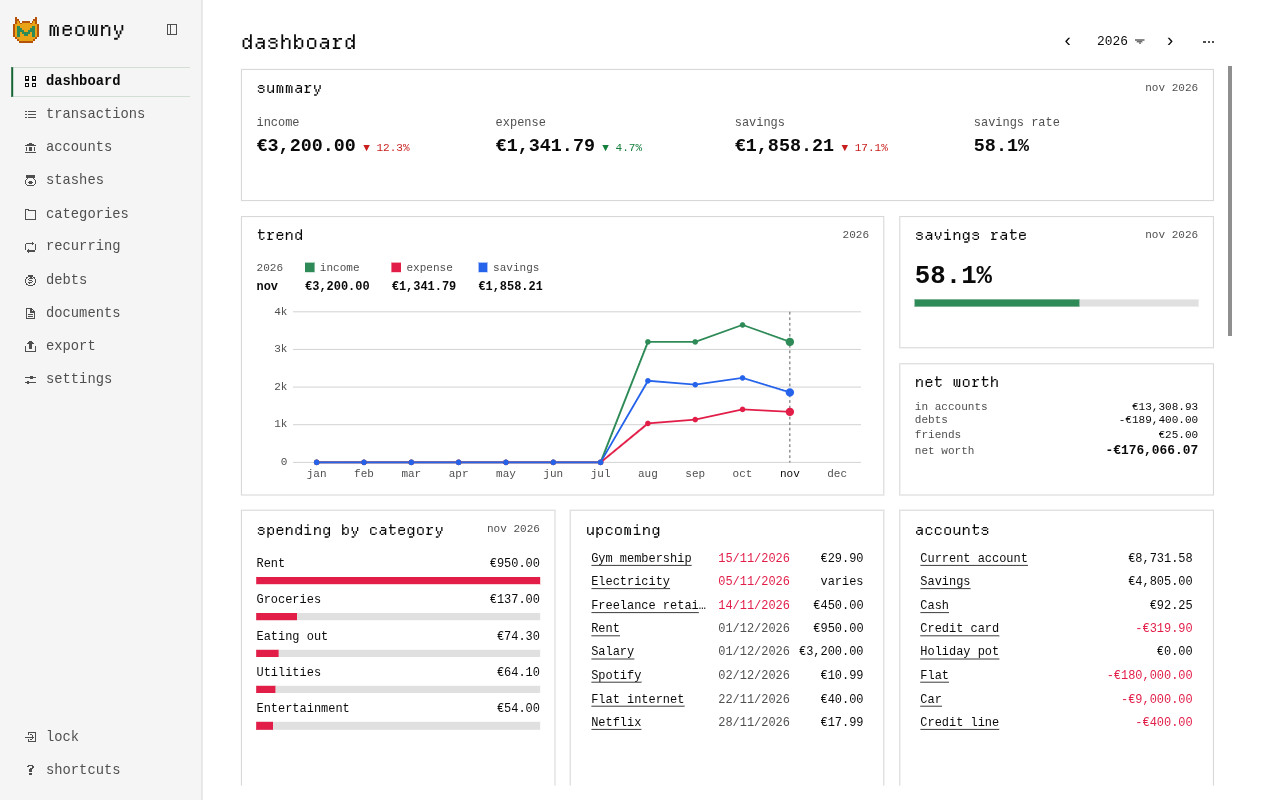 meowny
dashboard
transactions
accounts
stashes
categories
recurring
debts
documents
export
settings
lock
? shortcuts
dashboard
‹ 2026 ›
summary nov 2026
income expense savings savings rate
€3,200.00 ▼ 12.3% €1,341.79 ▼ 4.7% €1,858.21 ▼ 17.1% 58.1%
trend 2026
2026 income expense savings
nov €3,200.00 €1,341.79 €1,858.21
4k
3k
2k
1k
0
jan feb mar apr may jun jul aug sep oct nov dec
savings rate nov 2026
58.1%
net worth
in accounts €13,308.93
debts -€189,400.00
friends €25.00
net worth -€176,066.07
spending by category nov 2026
Rent €950.00
Groceries €137.00
Eating out €74.30
Utilities €64.10
Entertainment €54.00
upcoming
Gym membership 15/11/2026 €29.90
Electricity 05/11/2026 varies
Freelance retai… 14/11/2026 €450.00
Rent 01/12/2026 €950.00
Salary 01/12/2026 €3,200.00
Spotify 02/12/2026 €10.99
Flat internet 22/11/2026 €40.00
Netflix 28/11/2026 €17.99
accounts
Current account €8,731.58
Savings €4,805.00
Cash €92.25
Credit card -€319.90
Holiday pot €0.00
Flat -€180,000.00
Car -€9,000.00
Credit line -€400.00